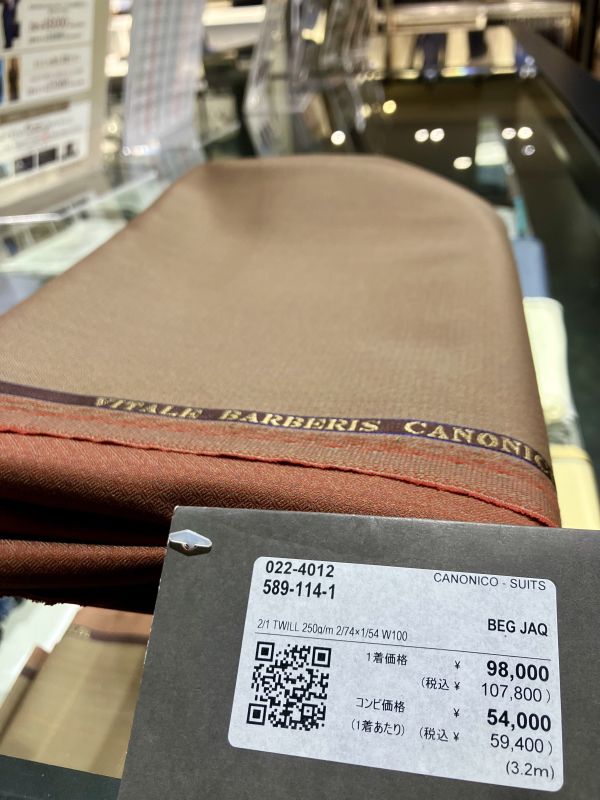 VITALE BARBERIS CANONICO
022-4012
589-114-1
CANONICO - SUITS
2/1 TWILL 250g/m 2/74×1/54 W100
BEG JAQ
1着価格 ¥ 98,000
(税込 ¥ 107,800)
コンビ価格 ¥ 54,000
(1着あたり) (税込 ¥ 59,400)
(3.2m)